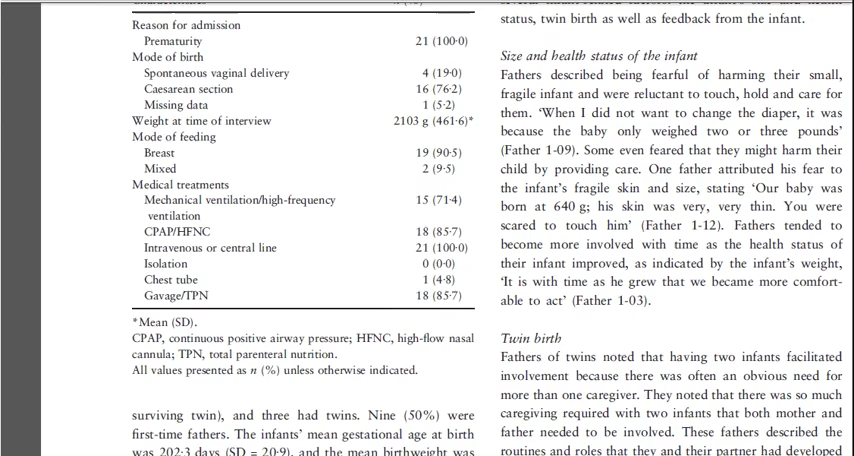 Reason for admission
Prematurity 21 (100·0)
Mode of birth
Spontaneous vaginal delivery 4 (19·0)
Caesarean section 16 (76·2)
Missing data 1 (5·2)
Weight at time of interview 2103 g (461·6)*
Mode of feeding
Breast 19 (90·5)
Mixed 2 (9·5)
Medical treatments
Mechanical ventilation/high-frequency 15 (71·4)
ventilation
CPAP/HFNC 18 (85·7)
Intravenous or central line 21 (100·0)
Isolation 0 (0·0)
Chest tube 1 (4·8)
Gavage/TPN 18 (85·7)
*Mean (SD).
CPAP, continuous positive airway pressure; HFNC, high-flow nasal
cannula; TPN, total parenteral nutrition.
All values presented as n (%) unless otherwise indicated.
surviving twin), and three had twins. Nine (50%) were
first-time fathers. The infants' mean gestational age at birth
was 202·3 days (SD = 20·9), and the mean birthweight was
status, twin birth as well as feedback from the infant.
Size and health status of the infant
Fathers described being fearful of harming their small,
fragile infant and were reluctant to touch, hold and care for
them. 'When I did not want to change the diaper, it was
because the baby only weighed two or three pounds'
(Father 1-09). Some even feared that they might harm their
child by providing care. One father attributed his fear to
the infant's fragile skin and size, stating 'Our baby was
born at 640 g; his skin was very, very thin. You were
scared to touch him' (Father 1-12). Fathers tended to
become more involved with time as the health status of
their infant improved, as indicated by the infant's weight,
'It is with time as he grew that we became more comfort-
able to act' (Father 1-03).
Twin birth
Fathers of twins noted that having two infants facilitated
involvement because there was often an obvious need for
more than one caregiver. They noted that there was so much
caregiving required with two infants that both mother and
father needed to be involved. These fathers described the
routines and roles that they and their partner had developed